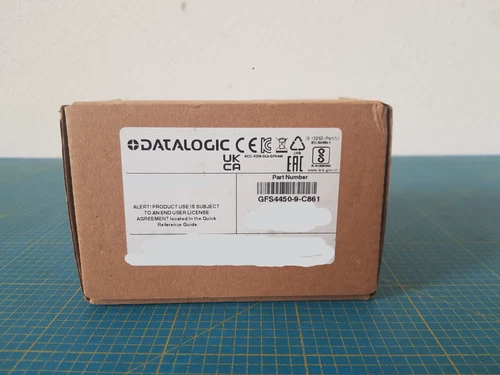 DATALOGIC
UK
CA
EAC
Part Number
GFS4450-9-C861
ALERT! PRODUCT USE IS SUBJECT
TO AN END USER LICENSE
AGREEMENT located in the Quick
Reference Guide.